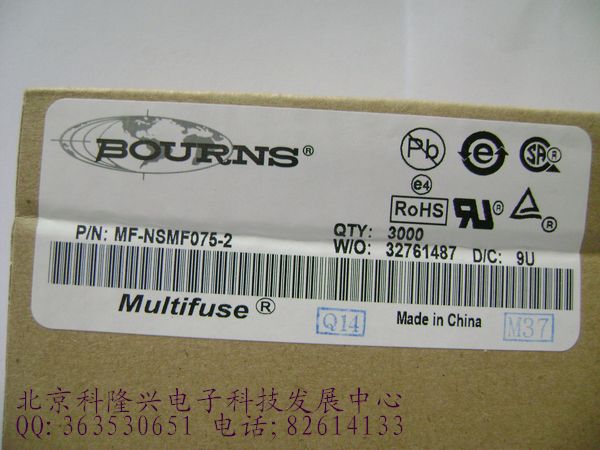 BOURNS®
Pb
e
SA®
e4
RoHS
®
®
P/N: MF-NSMF075-2
QTY: 3000
W/O: 32761487 D/C: 9U
Multifuse®
Q14
Made in China
M37
北京科隆兴电子科技发展中心
QQ:363530651 电话;82614133